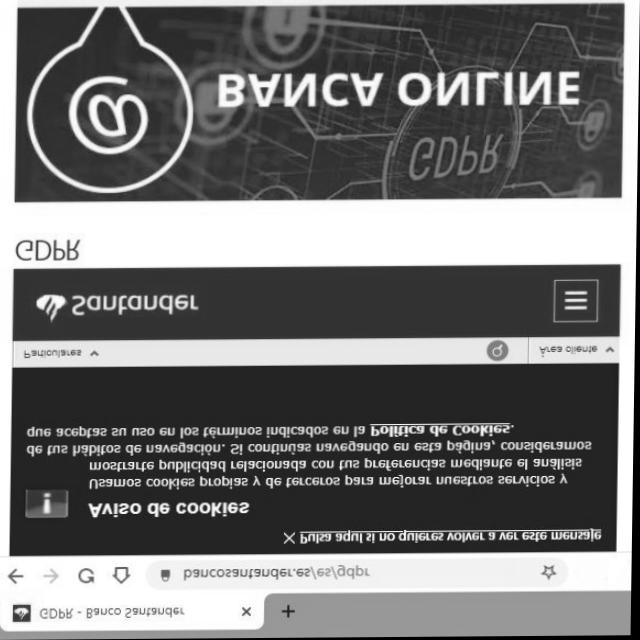 GDPR - Banco Santander
bancosantander.es/es/gdpr
Pulsa aquí si no quieres volver a ver este mensaje
Aviso de cookies
Usamos cookies propias y de terceros para mejorar nuestros servicios y
mostrarte publicidad relacionada con tus preferencias mediante el análisis
de tus hábitos de navegación. Si continúas navegando en esta página, consideramos
que aceptas su uso en los términos indicados en la Política de Cookies.
Particulares
Área cliente
Santander
GDPR
BANCA ONLINE
GDPR